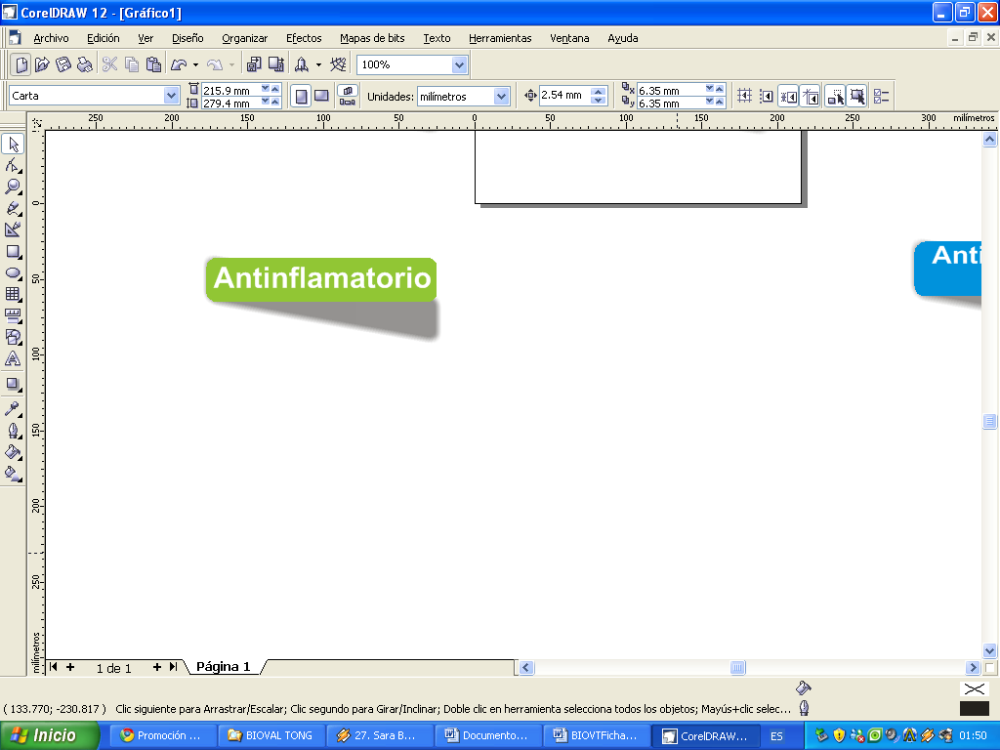 CorelDRAW 12 - [Gráfico1]
Archivo Edición Ver Diseño Organizar Efectos Mapas de bits Texto Herramientas Ventana Ayuda
100%
Carta 215.9 mm 279.4 mm Unidades: milímetros 2.54 mm 6.35 mm 6.35 mm
250 200 150 100 50 0 50 100 150 200 250 300 milímetros
0
50
100
150
200
250
milímetros
Antinflamatorio
Anti
1 de 1 Página 1
( 133.770; -230.817 ) Clic siguiente para Arrastrar/Escalar; Clic segundo para Girar/Inclinar; Doble clic en herramienta selecciona todos los objetos; Mayús+clic selec...
Inicio Promoción ... BIOVAL TONG 27. Sara B... Documento... BIOVTFicha... CorelDRAW... ES 01:50